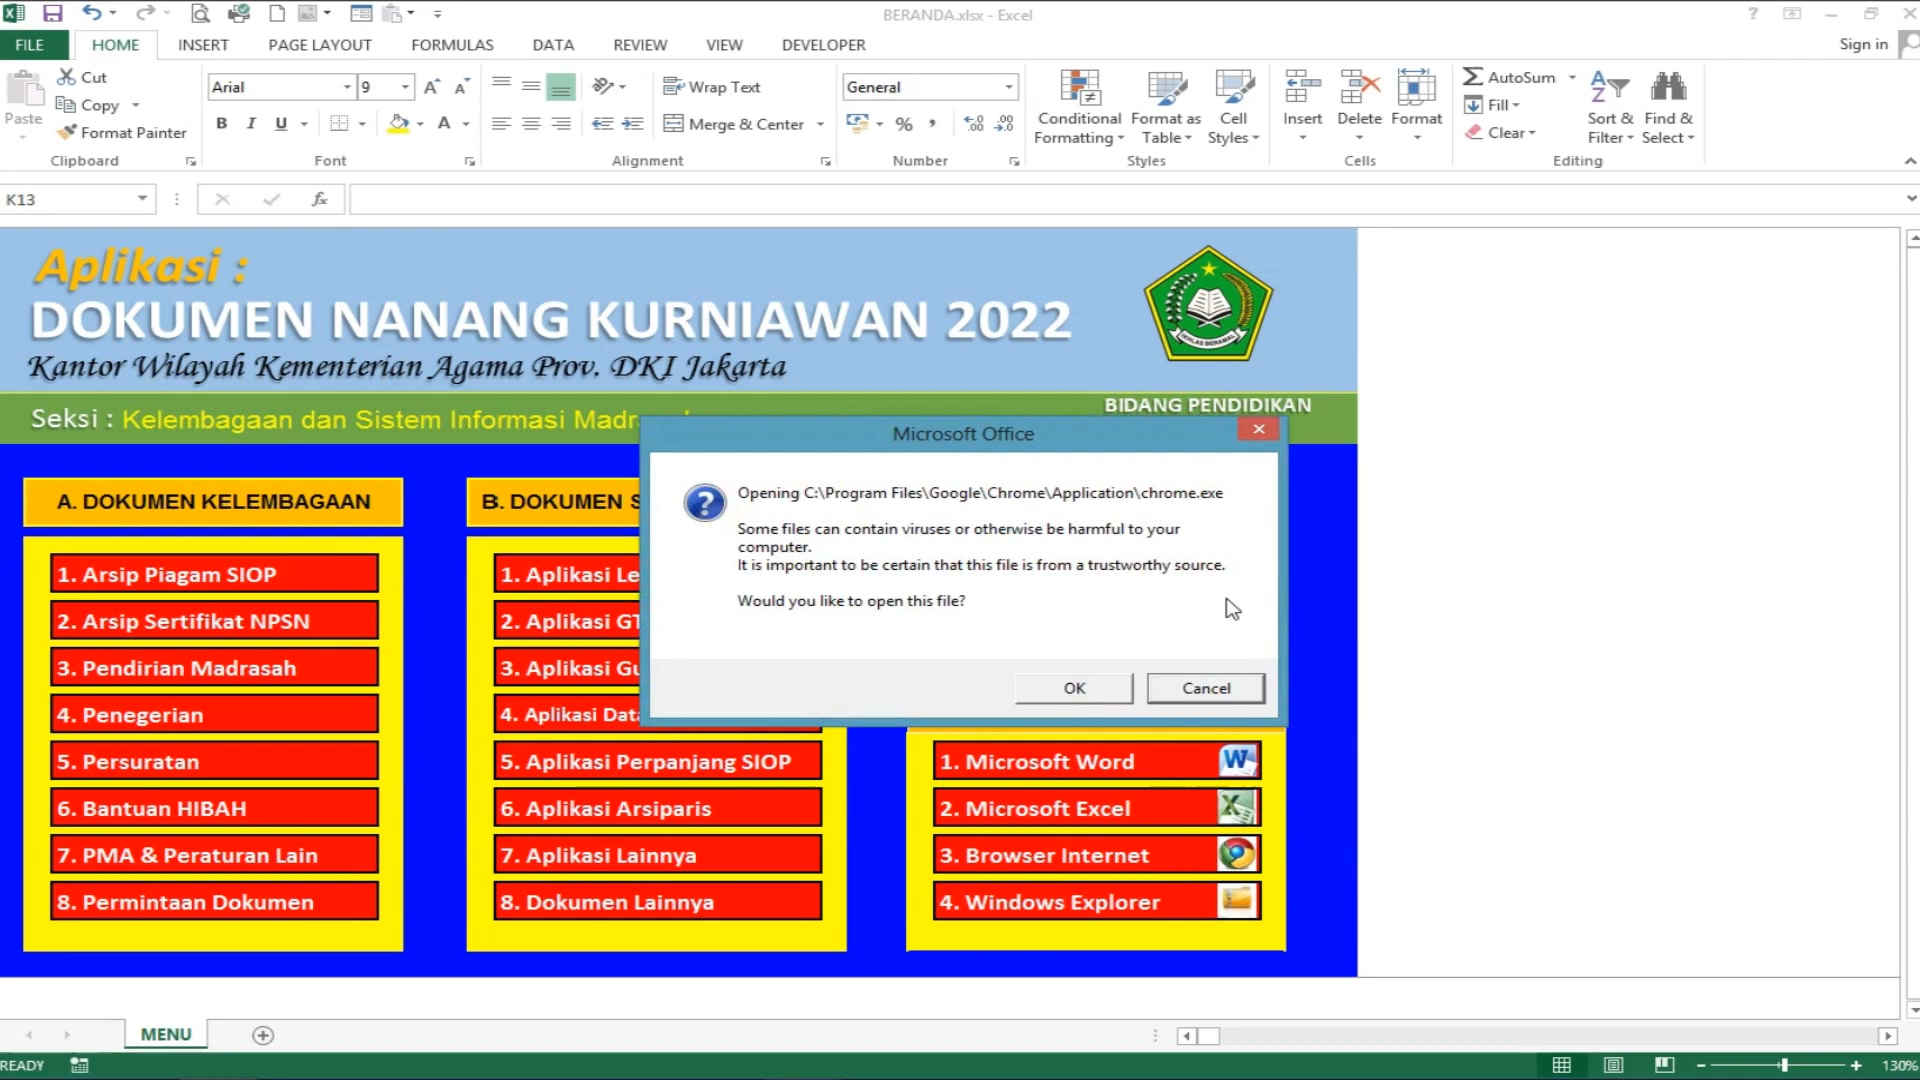 BERANDA.xlsx - Excel
FILE
HOME
INSERT
PAGE LAYOUT
FORMULAS
DATA
REVIEW
VIEW
DEVELOPER
Sign in
Paste
Cut
Copy
Format Painter
Clipboard
Arial
9
B I U
A
Font
Wrap Text
Merge & Center
Alignment
General
%
Number
Conditional
Formatting
Format as
Table
Cell
Styles
Styles
Insert
Delete
Format
Cells
AutoSum
Fill
Clear
Sort &
Filter
Find &
Select
Editing
K13
fx
Aplikasi :
DOKUMEN NANANG KURNIAWAN 2022
Kantor Wilayah Kementerian Agama Prov. DKI Jakarta
IKHLAS BERAMAL
Seksi : Kelembagaan dan Sistem Informasi
BIDANG PENDIDIKAN
Microsoft Office
Opening C:\Program Files\Google\Chrome\Application\chrome.exe
Some files can contain viruses or otherwise be harmful to your
computer.
It is important to be certain that this file is from a trustworthy source.
Would you like to open this file?
OK
Cancel
A. DOKUMEN KELEMBAGAAN
1. Arsip Piagam SIOP
2. Arsip Sertifikat NPSN
3. Pendirian Madrasah
4. Penegerian
5. Persuratan
6. Bantuan HIBAH
7. PMA & Peraturan Lain
8. Permintaan Dokumen
B. DOKUMEN
1. Aplikasi
2. Aplikasi
3. Aplikasi
4. Aplikasi
5. Aplikasi Perpanjang SIOP
6. Aplikasi Arsiparis
7. Aplikasi Lainnya
8. Dokumen Lainnya
1. Microsoft Word
2. Microsoft Excel
3. Browser Internet
4. Windows Explorer
MENU
READY
130%